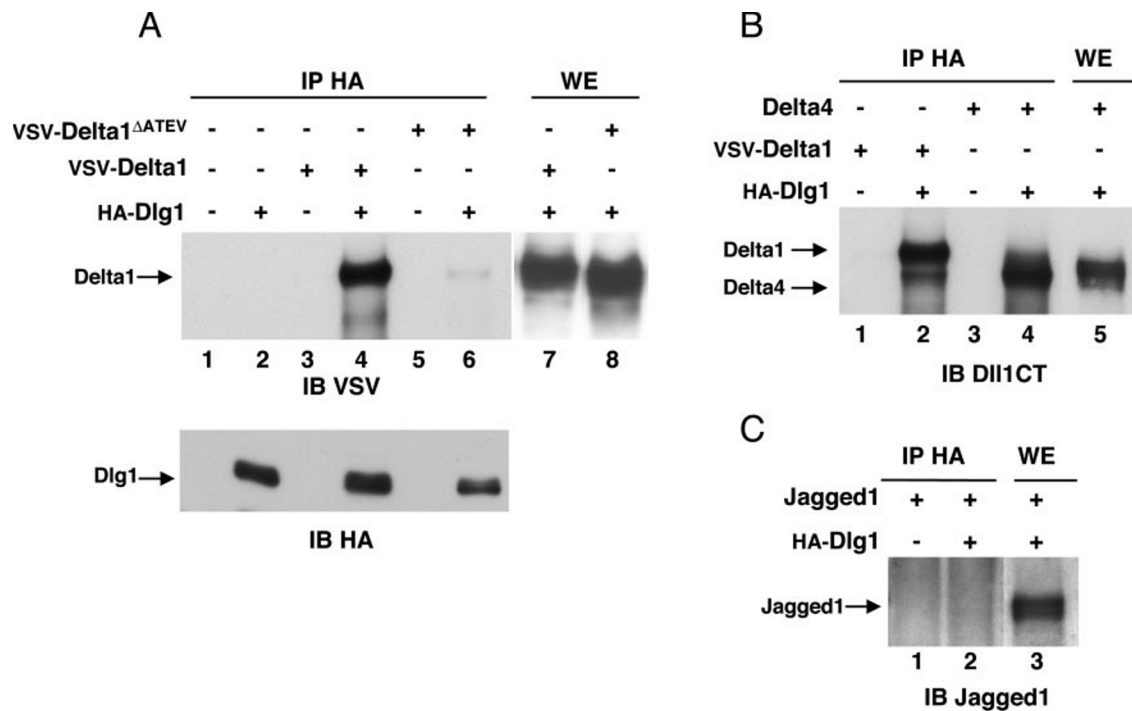 A
IP HA WE
VSV-Delta1ΔATEV - - - - + + - +
VSV-Delta1 - - + + - - + -
HA-Dlg1 - + - + - + + +
Delta1
1 2 3 4 5 6 7 8
IB VSV
Dlg1
IB HA
B
IP HA WE
Delta4 - - + + +
VSV-Delta1 + + - - -
HA-Dlg1 - + - + +
Delta1
Delta4
1 2 3 4 5
IB Dll1CT
C
IP HA WE
Jagged1 + + +
HA-Dlg1 - + +
Jagged1
1 2 3
IB Jagged1